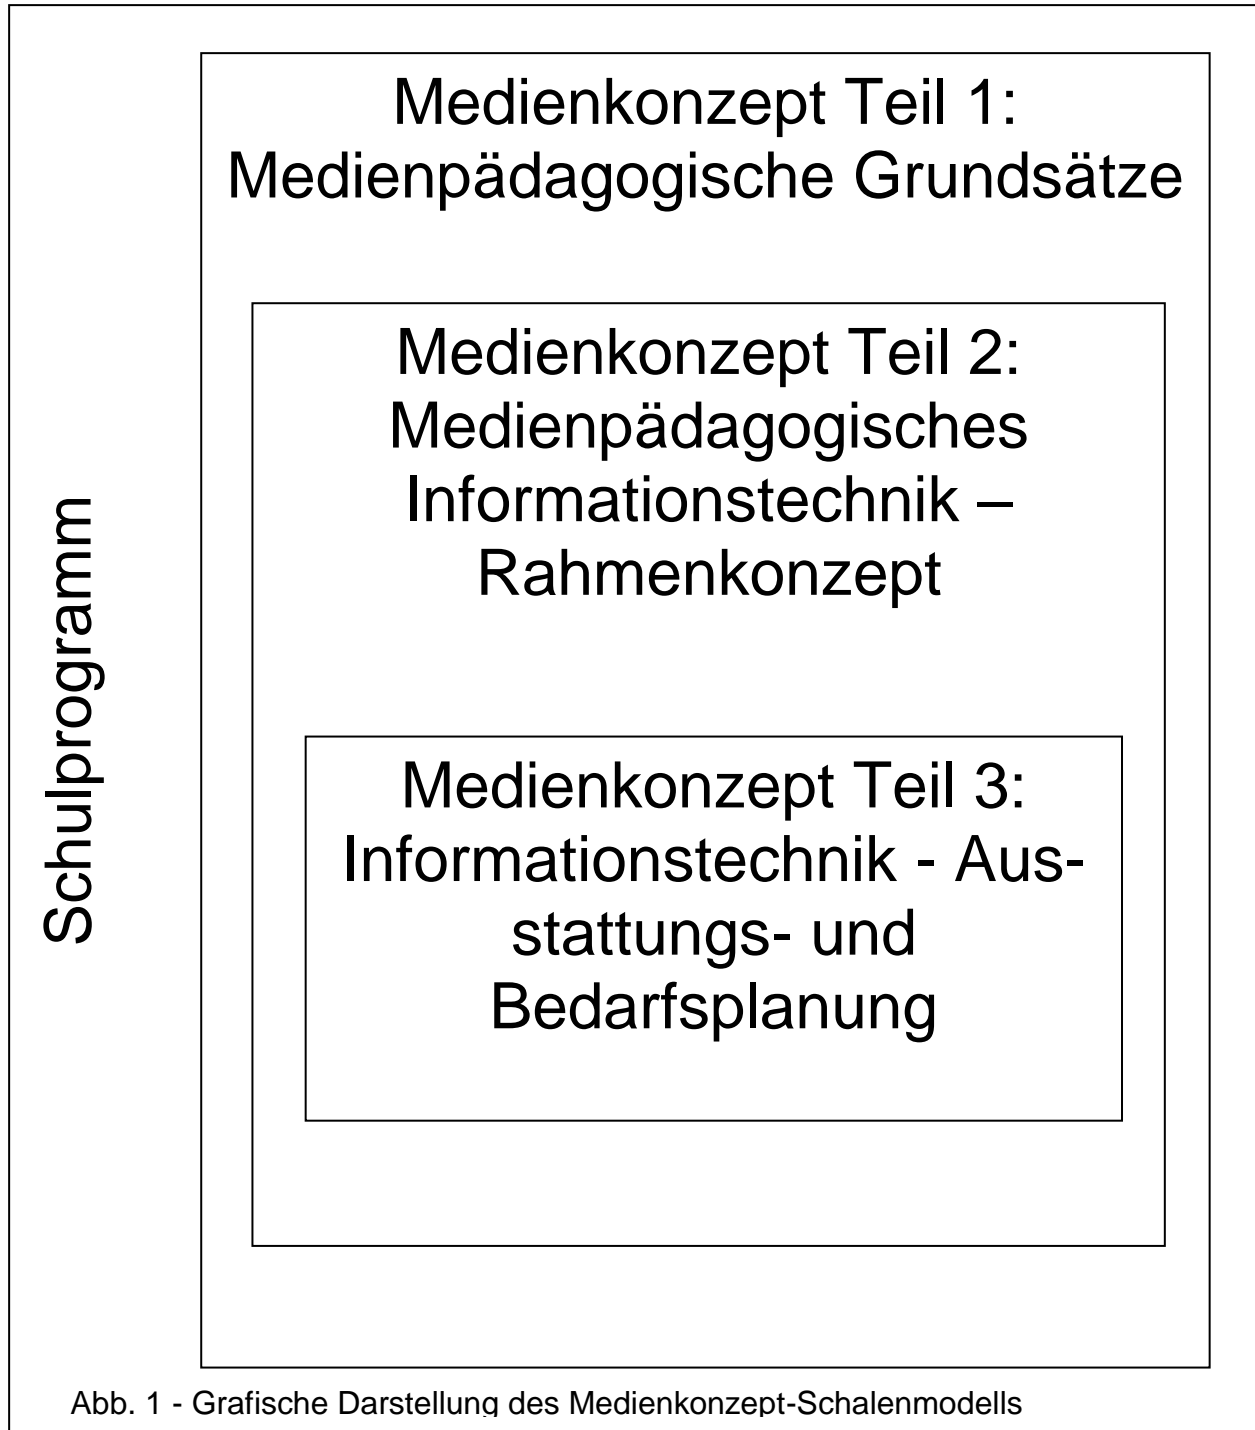 Schulprogramm
Medienkonzept Teil 1:
Medienpädagogische Grundsätze
Medienkonzept Teil 2:
Medienpädagogisches
Informationstechnik –
Rahmenkonzept
Medienkonzept Teil 3:
Informationstechnik - Aus-
stattungs- und
Bedarfsplanung
Abb. 1 - Grafische Darstellung des Medienkonzept-Schalenmodells